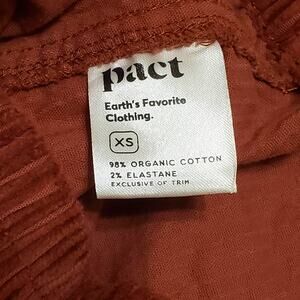 pact
Earth's Favorite
Clothing.
XS
98% ORGANIC COTTON
2% ELASTANE
EXCLUSIVE OF TRIM